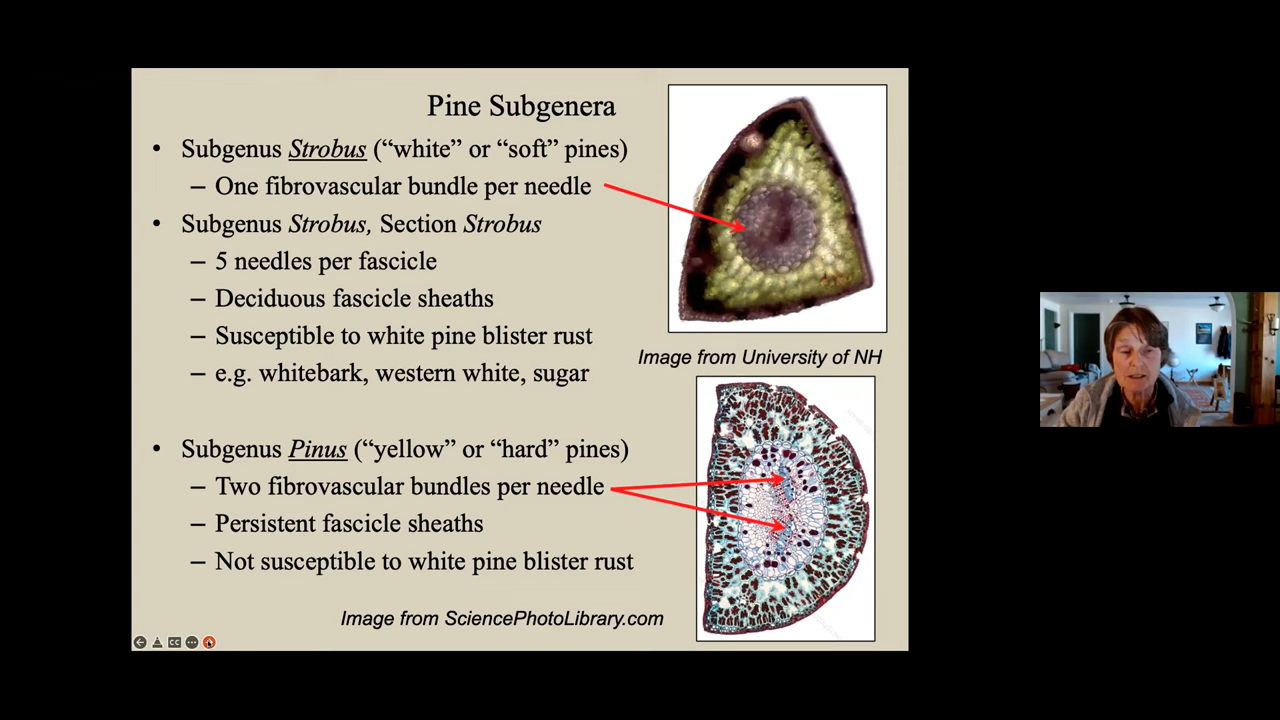 Pine Subgenera
• Subgenus Strobus (“white” or “soft” pines)
– One fibrovascular bundle per needle
• Subgenus Strobus, Section Strobus
– 5 needles per fascicle
– Deciduous fascicle sheaths
– Susceptible to white pine blister rust
– e.g. whitebark, western white, sugar
Image from University of NH
• Subgenus Pinus (“yellow” or “hard” pines)
– Two fibrovascular bundles per needle
– Persistent fascicle sheaths
– Not susceptible to white pine blister rust
Image from SciencePhotoLibrary.com
CC